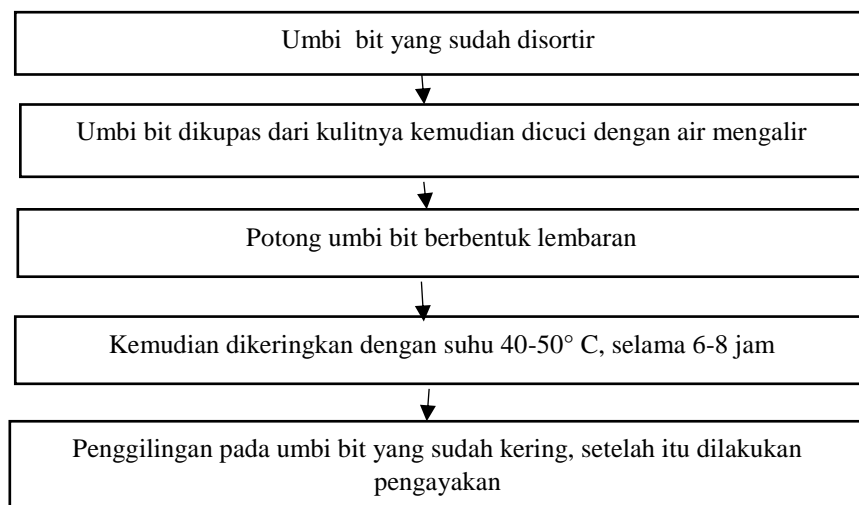 Umbi bit yang sudah disortir
Umbi bit dikupas dari kulitnya kemudian dicuci dengan air mengalir
Potong umbi bit berbentuk lembaran
Kemudian dikeringkan dengan suhu 40-50° C, selama 6-8 jam
Penggilingan pada umbi bit yang sudah kering, setelah itu dilakukan
pengayakan